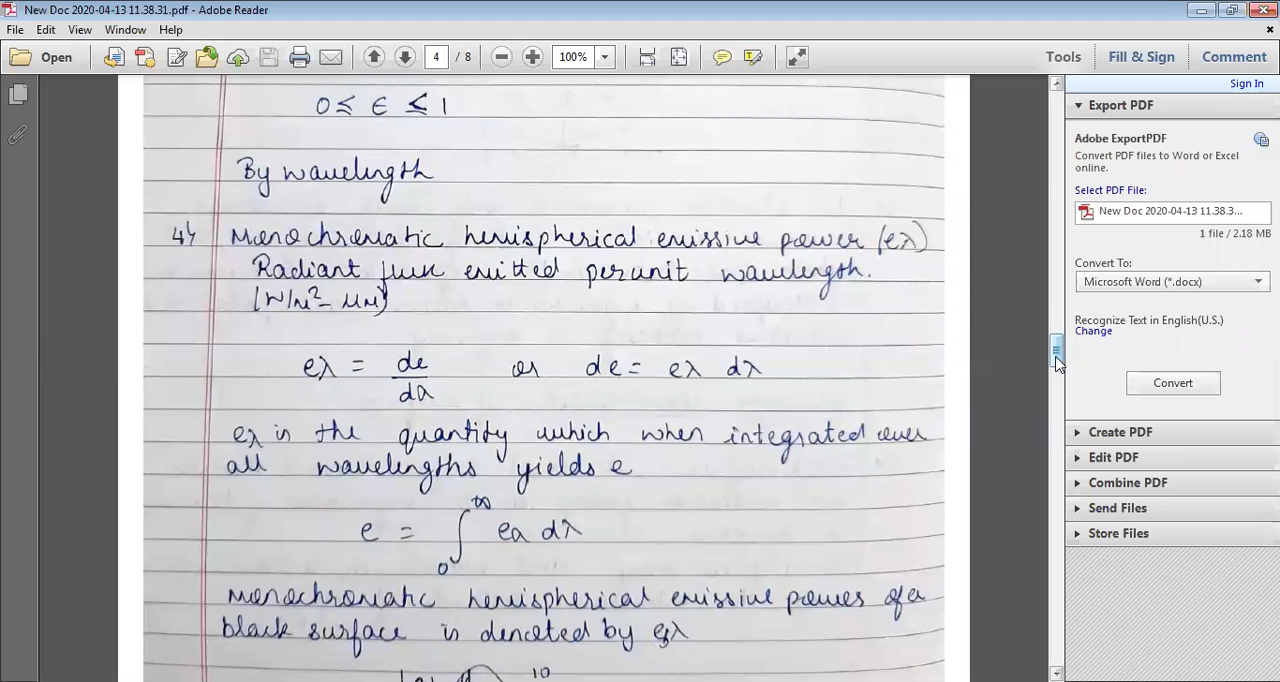 New Doc 2020-04-13 11.38.31.pdf - Adobe Reader
File Edit View Window Help
Open 4 / 8 100% Tools Fill & Sign Comment
Sign In
Export PDF
Adobe ExportPDF
Convert PDF files to Word or Excel
online.
Select PDF File:
New Doc 2020-04-13 11.38.3...
1 file / 2.18 MB
Convert To:
Microsoft Word (*.docx)
Recognize Text in English(U.S.)
Change
Convert
Create PDF
Edit PDF
Combine PDF
Send Files
Store Files
0 ≤ ϵ ≤ 1
By wavelength
4) Monochromatic hemispherical emissive power (eλ)
Radiant flux emitted per unit wavelength.
(W/m² - μm)
eλ = de/dλ or de = eλ dλ
eλ is the quantity which when integrated over
all wavelengths yields e
e = ∫₀^∞ eλ dλ
Monochromatic hemispherical emissive power of a
black surface is denoted by ebλ
10